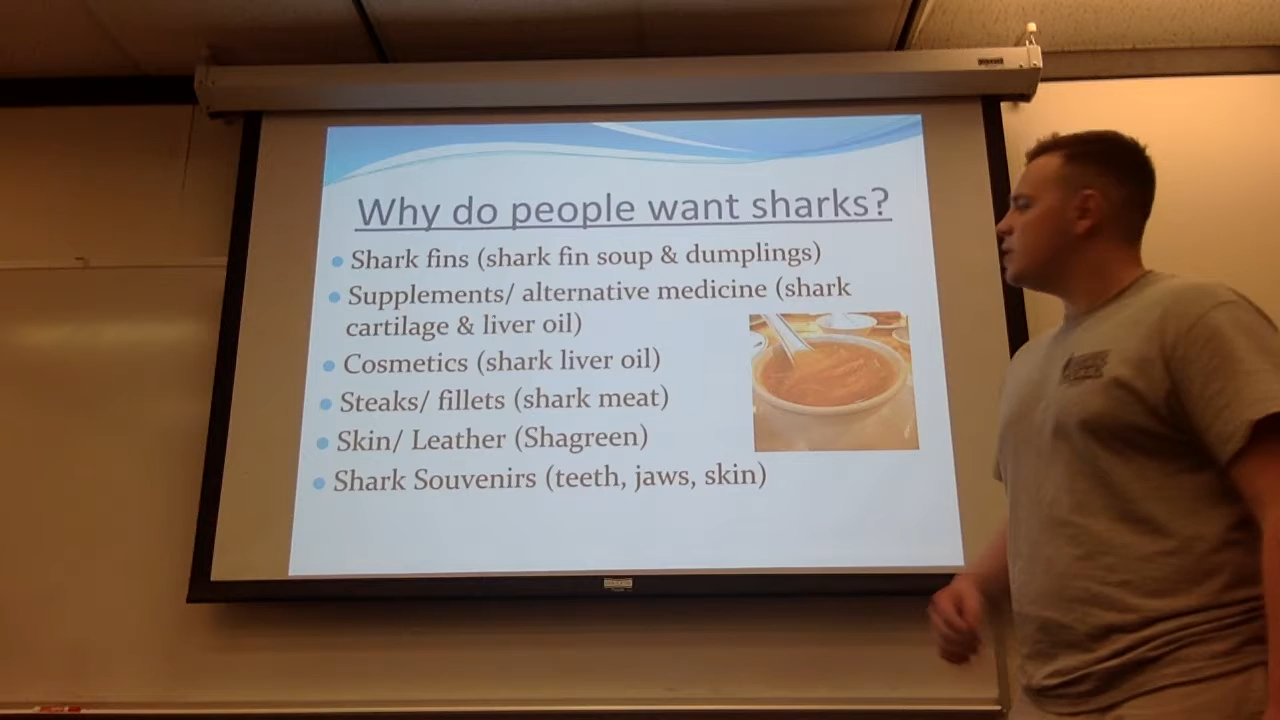 Why do people want sharks?
Shark fins (shark fin soup & dumplings)
Supplements/ alternative medicine (shark
cartilage & liver oil)
Cosmetics (shark liver oil)
Steaks/ fillets (shark meat)
Skin/ Leather (Shagreen)
Shark Souvenirs (teeth, jaws, skin)